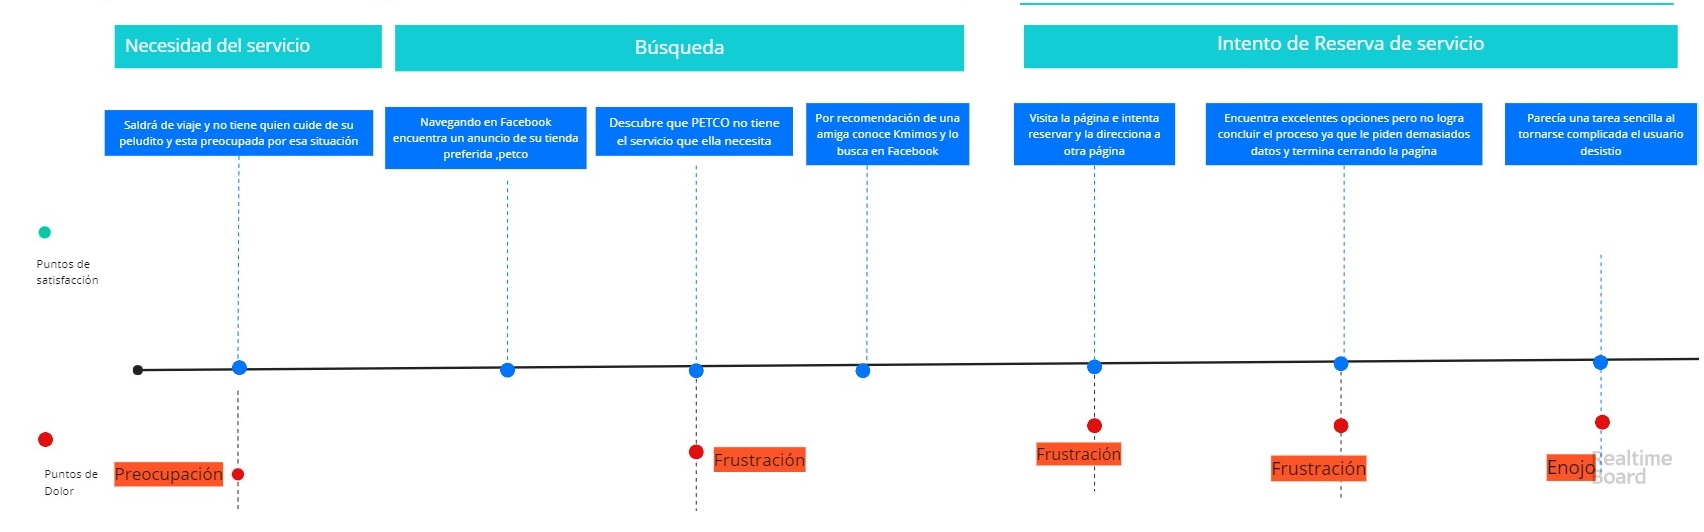 Necesidad del servicio
Búsqueda
Intento de Reserva de servicio
Saldrá de viaje y no tiene quien cuide de su
peludito y esta preocupada por esa situación
Navegando en Facebook
encuentra un anuncio de su tienda
preferida ,petco
Descubre que PETCO no tiene
el servicio que ella necesita
Por recomendación de una
amiga conoce Kmimos y lo
busca en Facebook
Visita la página e intenta
reservar y la direcciona a
otra página
Encuentra excelentes opciones pero no logra
concluir el proceso ya que le piden demasiados
datos y termina cerrando la pagína
Parecía una tarea sencilla al
tornarse complicada el usuario
desistio
Puntos de
satisfacción
Puntos de
Dolor
Preocupación
Frustración
Frustración
Frustración
Enojo
Realtime
Board